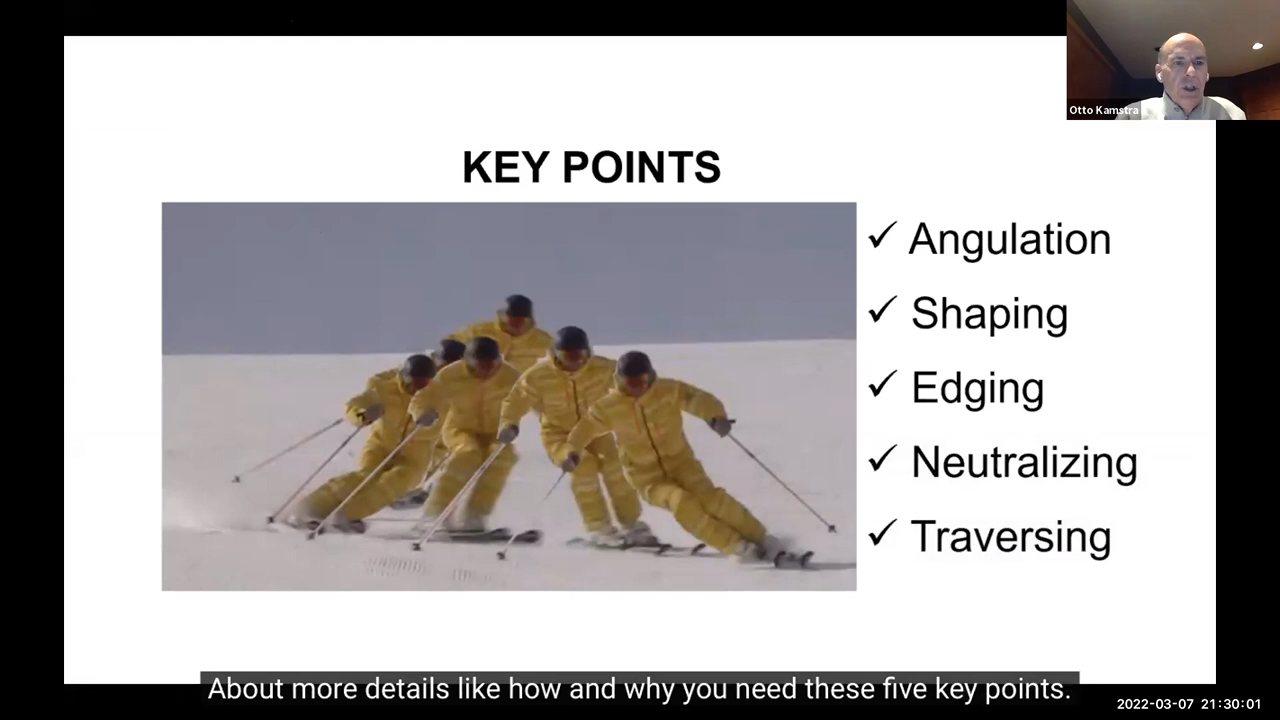 Otto Kamstra
KEY POINTS
✓ Angulation
✓ Shaping
✓ Edging
✓ Neutralizing
✓ Traversing
About more details like how and why you need these five key points.
2022-03-07 21:30:01